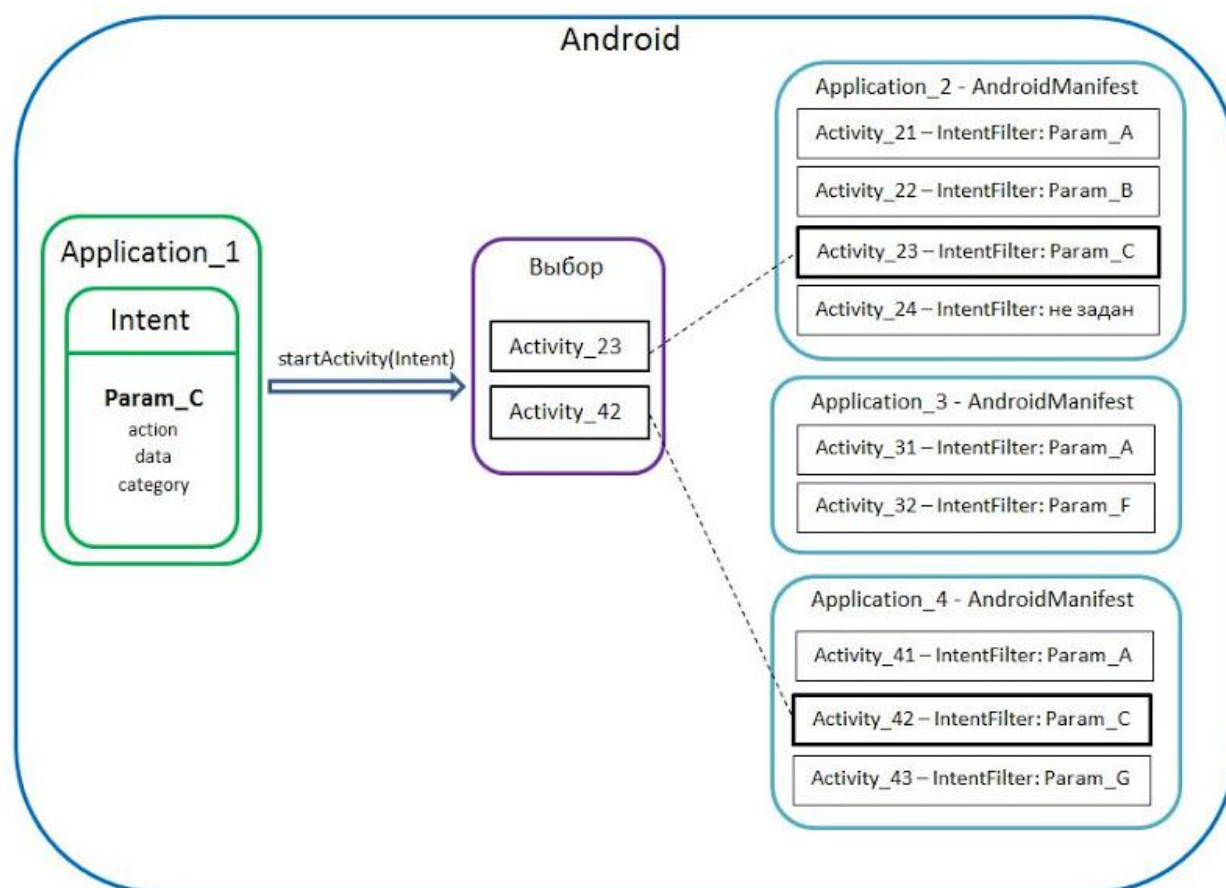 Android
Application_1
Intent
Param_C
action
data
category
startActivity(Intent)
Выбор
Activity_23
Activity_42
Application_2 - AndroidManifest
Activity_21 – IntentFilter: Param_A
Activity_22 – IntentFilter: Param_B
Activity_23 – IntentFilter: Param_C
Activity_24 – IntentFilter: не задан
Application_3 - AndroidManifest
Activity_31 – IntentFilter: Param_A
Activity_32 – IntentFilter: Param_F
Application_4 - AndroidManifest
Activity_41 – IntentFilter: Param_A
Activity_42 – IntentFilter: Param_C
Activity_43 – IntentFilter: Param_G